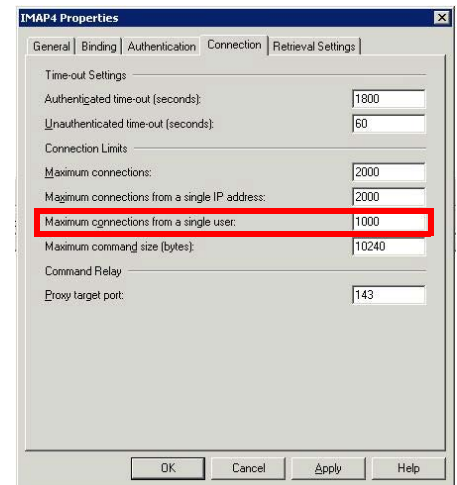 IMAP4 Properties
General Binding Authentication Connection Retrieval Settings
Time-out Settings
Authenticated time-out (seconds): 1800
Unauthenticated time-out (seconds): 60
Connection Limits
Maximum connections: 2000
Maximum connections from a single IP address: 2000
Maximum connections from a single user: 1000
Maximum command size (bytes): 10240
Command Relay
Proxy target port: 143
OK Cancel Apply Help